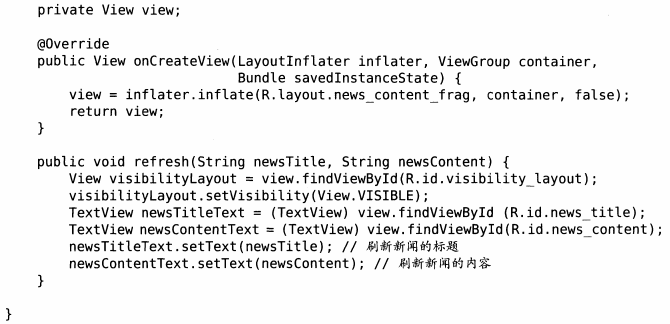 private View view;
@Override
public View onCreateView(LayoutInflater inflater, ViewGroup container,
Bundle savedInstanceState) {
view = inflater.inflate(R.layout.news_content_frag, container, false);
return view;
}
public void refresh(String newsTitle, String newsContent) {
View visibilityLayout = view.findViewById(R.id.visibility_layout);
visibilityLayout.setVisibility(View.VISIBLE);
TextView newsTitleText = (TextView) view.findViewById (R.id.news_title);
TextView newsContentText = (TextView) view.findViewById(R.id.news_content);
newsTitleText.setText(newsTitle); // 刷新新闻的标题
newsContentText.setText(newsContent); // 刷新新闻的内容
}
}